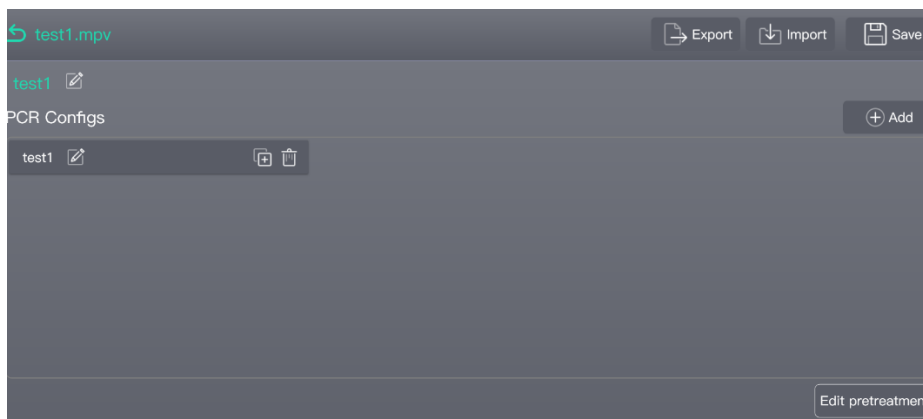 test1.mpv
Export
Import
Save
test1
PCR Configs
Add
test1
Edit pretreatmen